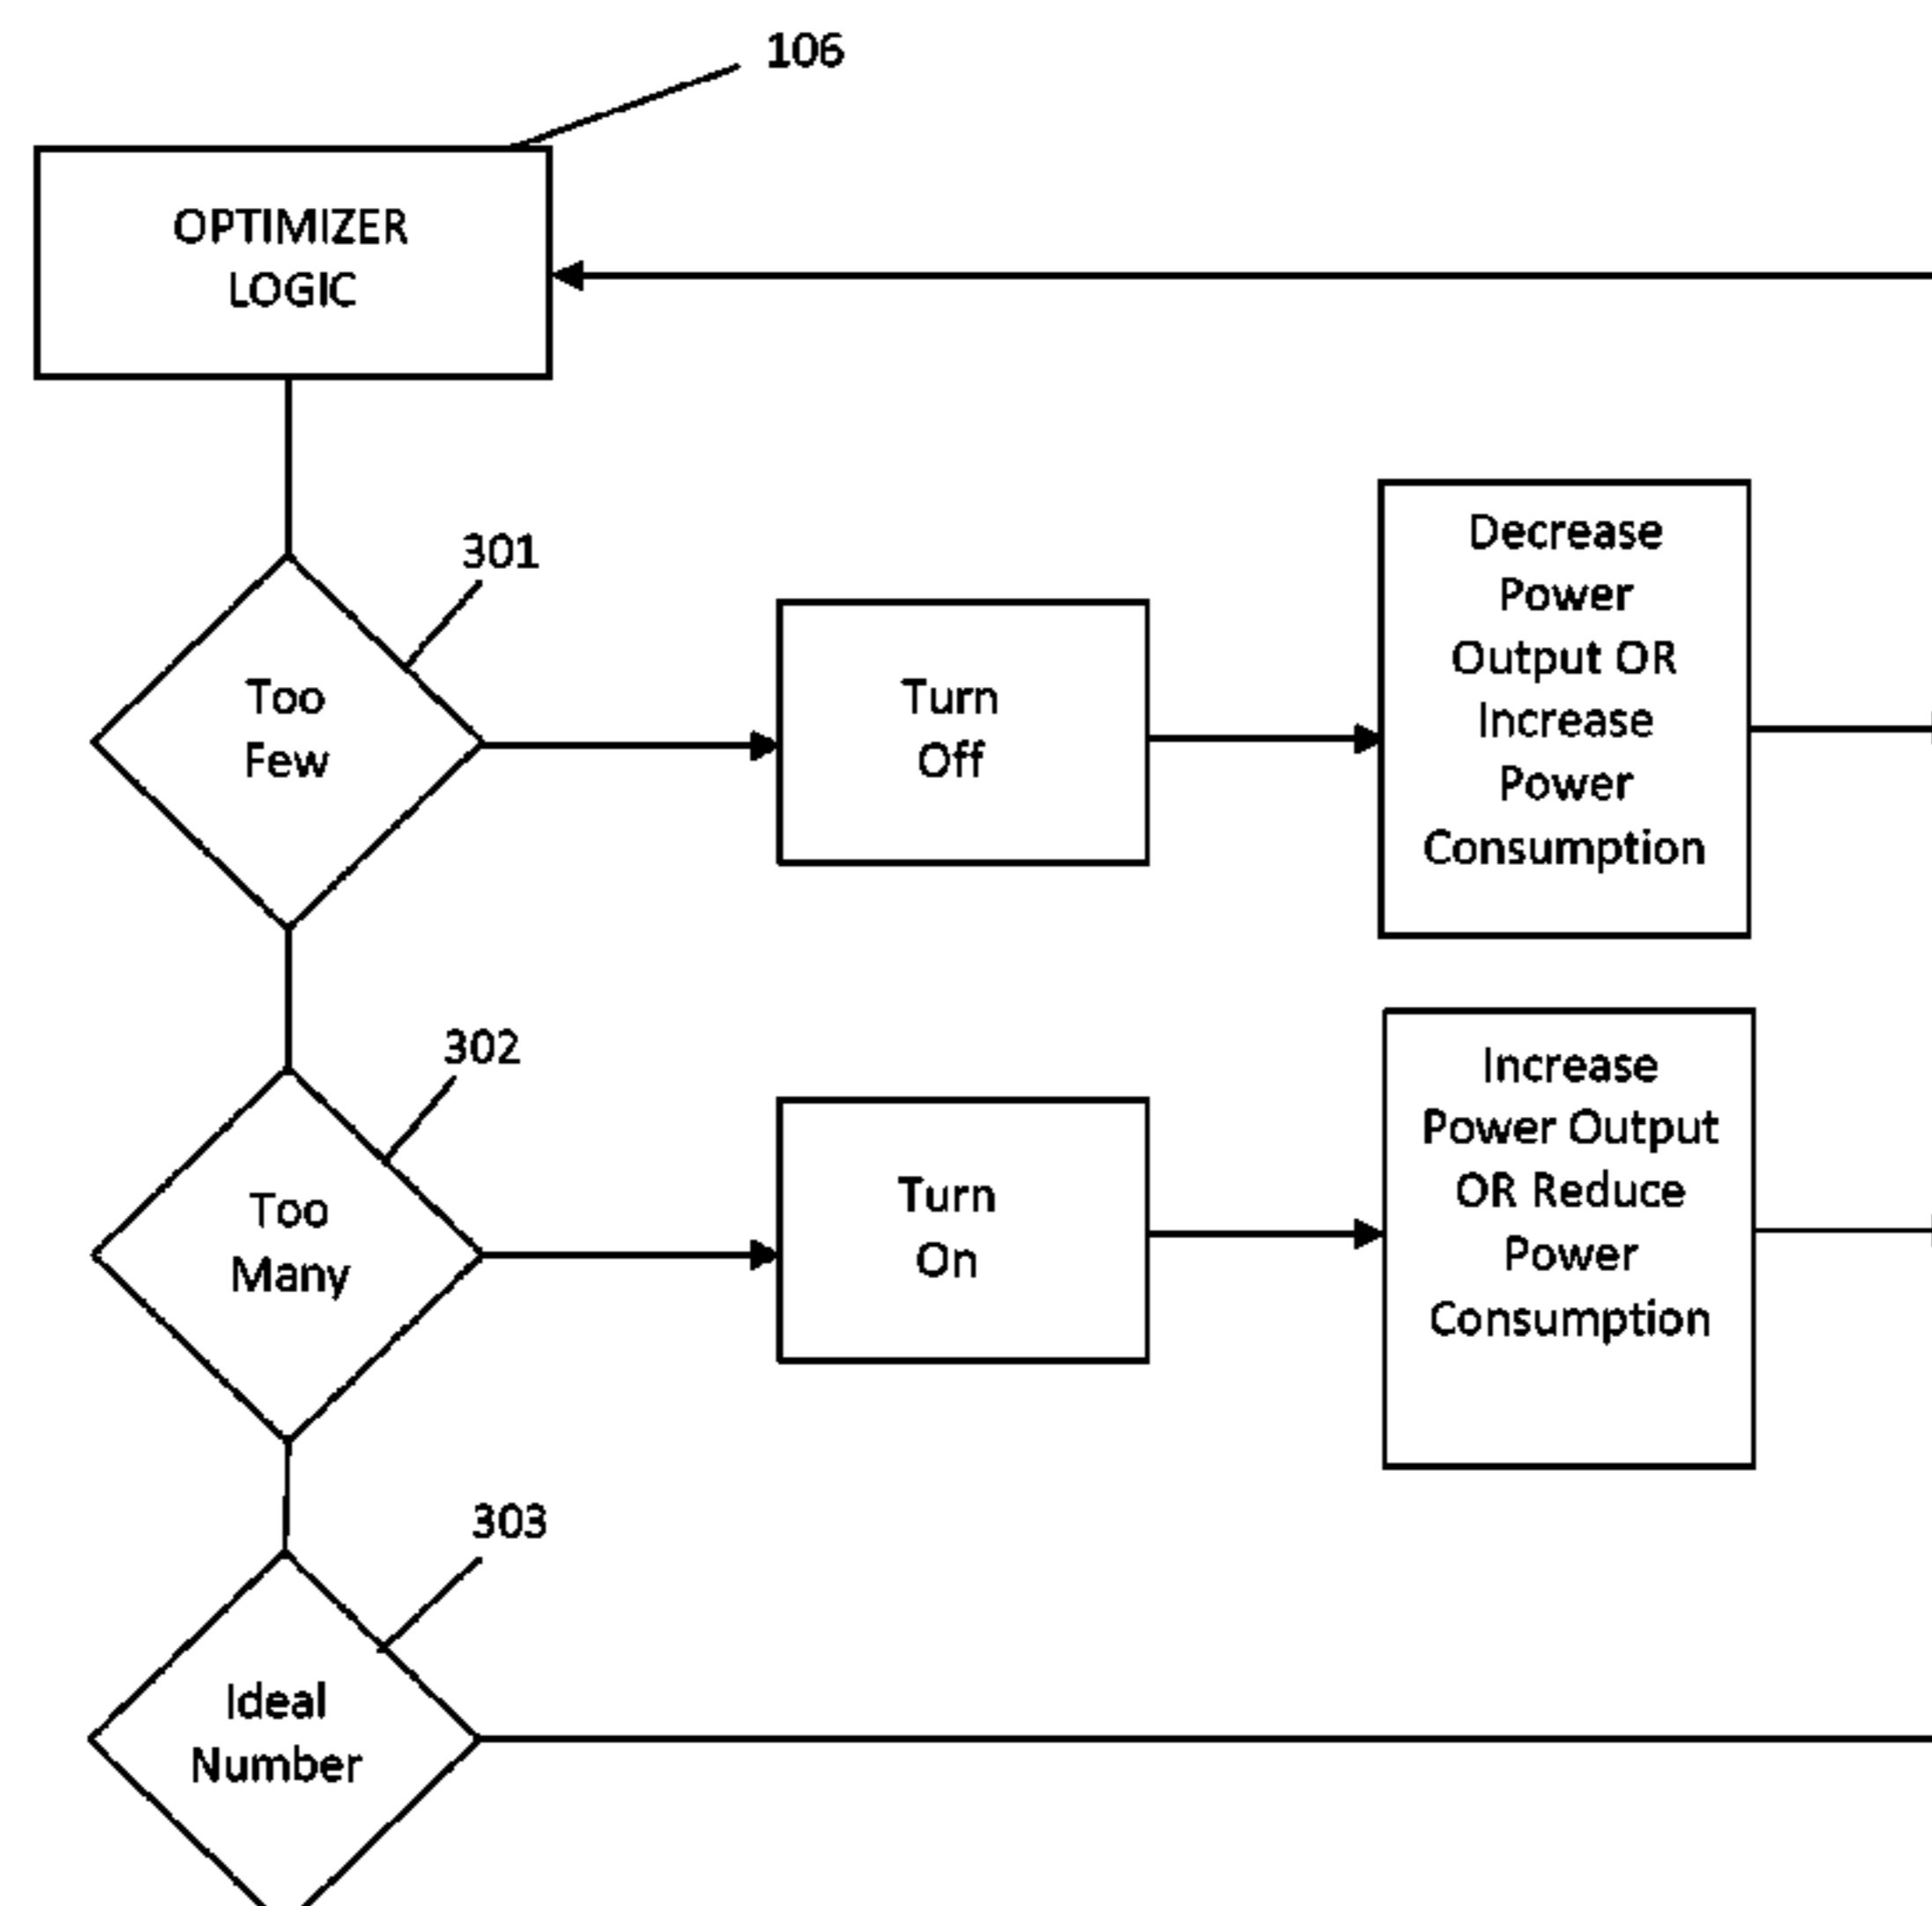 106
OPTIMIZER
LOGIC
301
Too
Few
Turn
Off
Decrease
Power
Output OR
Increase
Power
Consumption
302
Too
Many
Turn
On
Increase
Power Output
OR Reduce
Power
Consumption
303
Ideal
Number